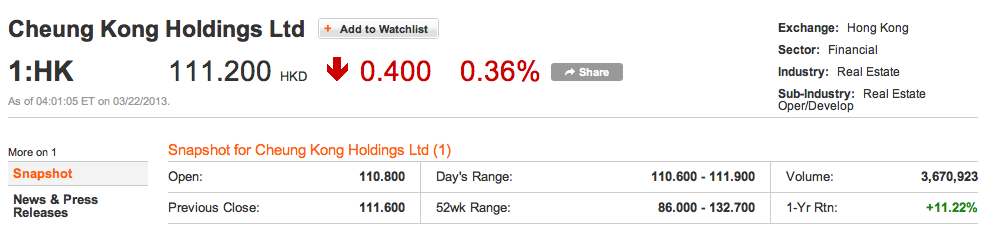 Cheung Kong Holdings Ltd + Add to Watchlist
1:HK 111.200 HKD 0.400 0.36% Share
As of 04:01:05 ET on 03/22/2013.
Exchange: Hong Kong
Sector: Financial
Industry: Real Estate
Sub-Industry: Real Estate
Oper/Develop
More on 1
Snapshot
News & Press
Releases
Snapshot for Cheung Kong Holdings Ltd (1)
Open: 110.800 Day's Range: 110.600 - 111.900 Volume: 3,670,923
Previous Close: 111.600 52wk Range: 86.000 - 132.700 1-Yr Rtn: +11.22%